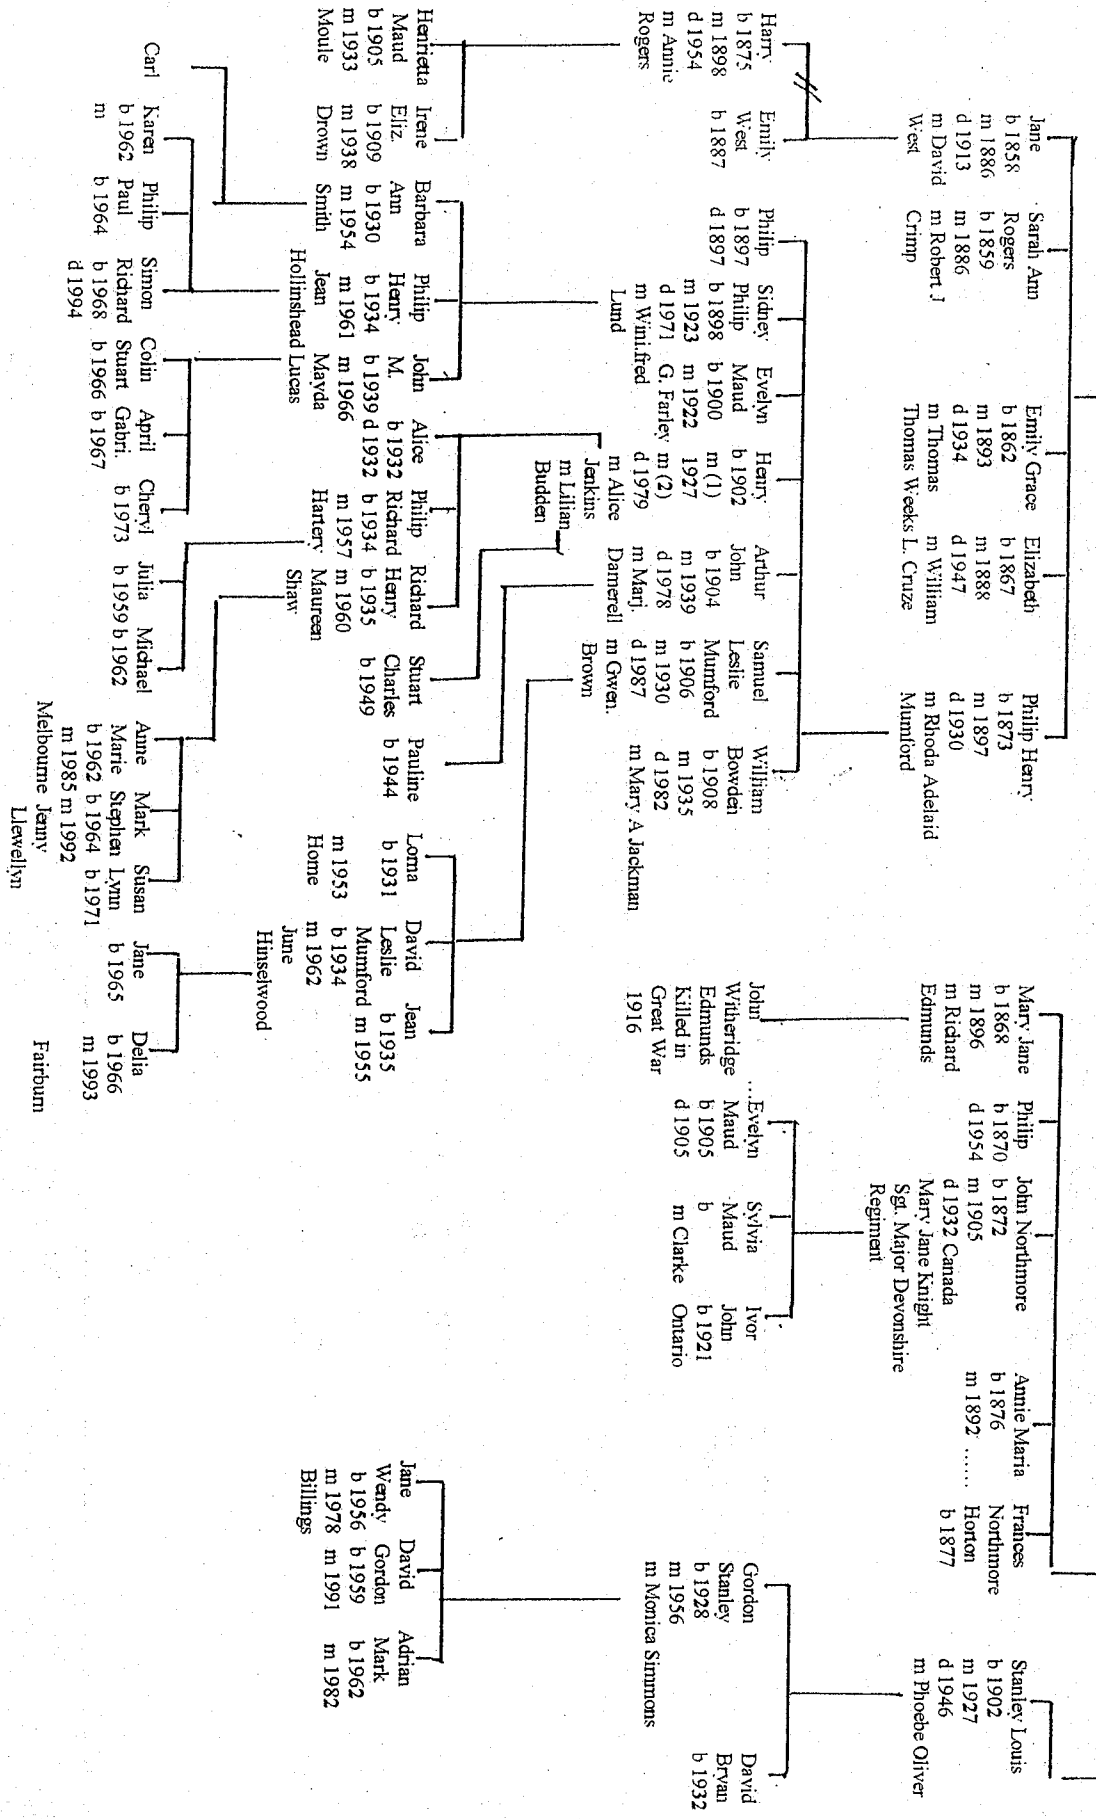 Jane
b 1858
m 1886
d 1913
m David
West
Sarah Ann
Rogers
b 1859
m 1886
m Robert J
Crimp
Emily Grace
b 1862
m 1893
d 1934
m Thomas
Thomas Weeks
Elizabeth
b 1867
m 1888
d 1947
m William
L. Cruze
Philip Henry
b 1873
m 1897
d 1930
m Rhoda Adelaid
Mumford
Mary Jane
b 1868
m 1896
m Richard
Edmunds
Philip
b 1870
d 1954
John Northmore
b 1872
m 1905
d 1932 Canada
Mary Jane Knight
Sgt. Major Devonshire
Regiment
Annie Maria
b 1876
m 1892 ......
Frances
Northmore
Horton
b 1877
Stanley Louis
b 1902
m 1927
d 1946
m Phoebe Oliver
Harry
b 1875
m 1898
d 1954
m Annie
Rogers
Emily
West
b 1887
Philip
b 1897
d 1897
Sidney
Philip
b 1898
m 1923
d 1971
m Wini.fred
Lund
Evelyn
Maud
b 1900
m 1922
G. Farley
Henry
b 1902
m (1)
1927
m (2)
d 1979
m Alice
Jenkins
m Lilian
Budden
Arthur
John
b 1904
m 1939
d 1978
m Marj.
Damerell
Samuel
Leslie
Mumford
b 1906
m 1930
d 1987
m Gwen.
Brown
William
Bowden
b 1908
m 1935
d 1982
m Mary A Jackman
John
Witheridge
Edmunds
Killed in
Great War
1916
...Evelyn
Maud
b 1905
d 1905
Sylvia
Maud
b
m Clarke
Ivor
John
b 1921
Ontario
Gordon
Stanley
b 1928
m 1956
m Monica Simmons
David
Bryan
b 1932
Henrietta
Maud
b 1905
m 1933
Moule
Irene
Eliz.
b 1909
m 1938
Drown
Barbara
Ann
b 1930
m 1954
Smith
Philip
Henry
b 1934
m 1961
Jean
Hollinshead
John
M.
b 1939
m 1966
Mayda
Lucas
Alice
b 1932
d 1932
Philip
Richard
b 1934
m 1957
Hartery
Richard
Henry
b 1935
m 1960
Maureen
Shaw
Stuart
Charles
b 1949
Pauline
b 1944
Lorna
b 1931
m 1953
Home
David
Leslie
Mumford
b 1934
m 1962
June
Hinselwood
Jean
b 1935
m 1955
Jane
Wendy
b 1956
m 1978
Billings
David
Gordon
b 1959
m 1991
Adrian
Mark
b 1962
m 1982
Carl
Karen
b 1962
m
Philip
Paul
b 1964
Simon
Richard
b 1968
d 1994
Colin
Stuart
b 1966
April
Gabri.
b 1967
Cheryl
b 1973
Julia
b 1959
Michael
b 1962
Anne
Marie
b 1962
m 1985
Melbourne
Mark
Stephen
b 1964
m 1992
Jenny
Llewellyn
Susan
Lynn
b 1971
Jane
b 1965
Delia
b 1966
m 1993
Fairburn